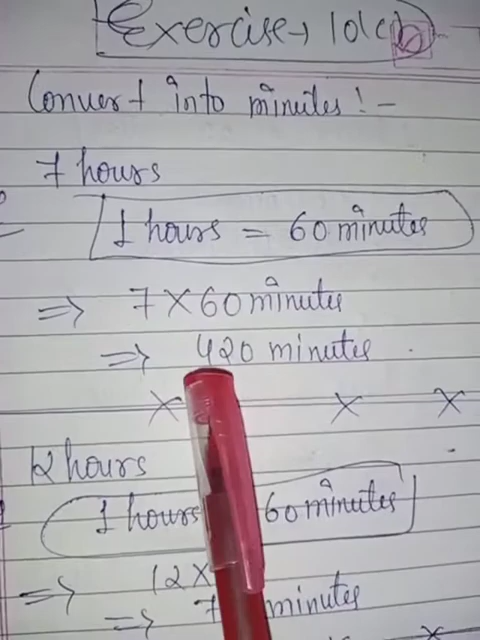 Exercise → 10(c)
Convert into minutes! -
7 hours
1 hours = 60 minutes
⇒ 7 X 60 minutes
⇒ 420 minutes
X X X
12 hours
1 hours 60 minutes
⇒ 12 X
⇒ 7 minutes